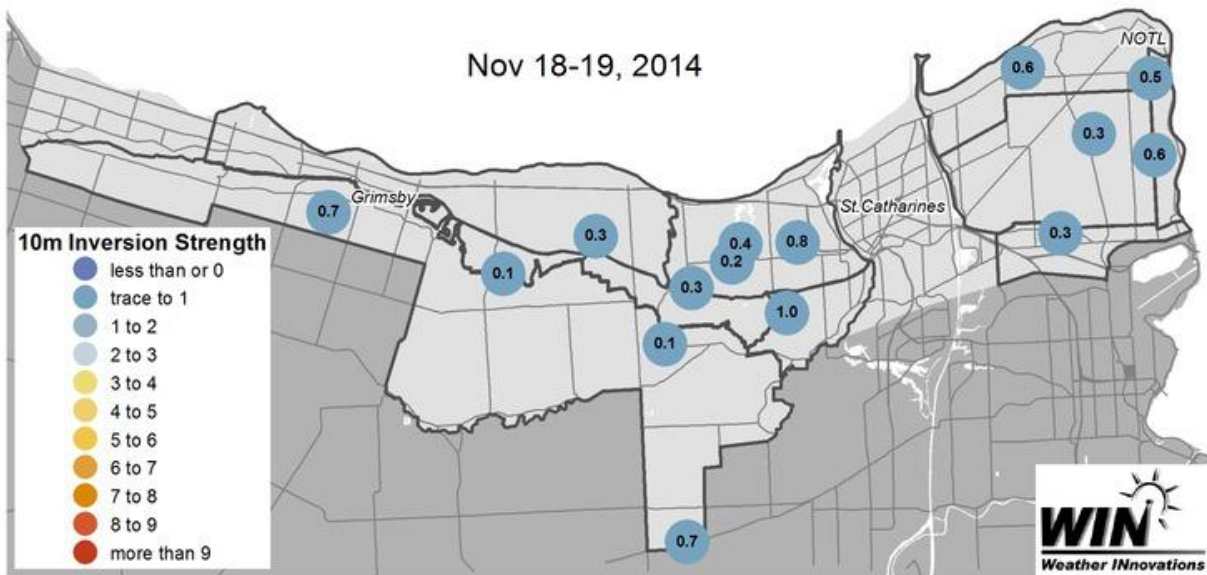 Nov 18-19, 2014
NOTL
0.6
0.5
0.3
0.6
Grimsby
0.7
St.Catharines
0.3
0.4
0.8
0.3
0.2
0.1
0.3
1.0
0.1
0.7
10m Inversion Strength
less than or 0
trace to 1
1 to 2
2 to 3
3 to 4
4 to 5
5 to 6
6 to 7
7 to 8
8 to 9
more than 9
WIN
Weather INnovations